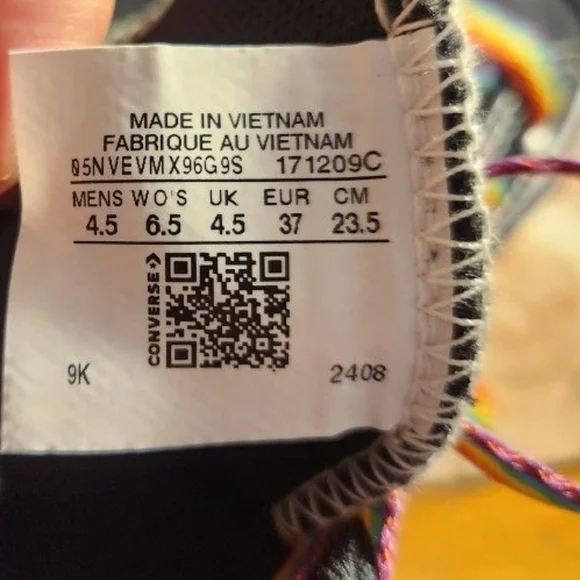 MADE IN VIETNAM
FABRIQUE AU VIETNAM
05NVEVMX96G9S 171209C
MENS WO'S UK EUR CM
4.5 6.5 4.5 37 23.5
CONVERSE
9K 2408